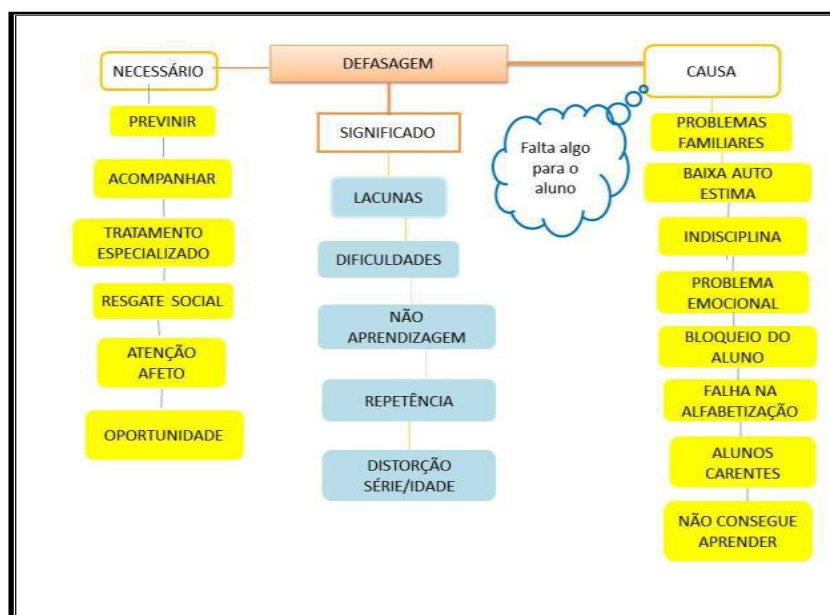 DEFASAGEM
NECESSÁRIO
PREVINIR
ACOMPANHAR
TRATAMENTO
ESPECIALIZADO
RESGATE SOCIAL
ATENÇÃO
AFETO
OPORTUNIDADE
SIGNIFICADO
LACUNAS
DIFICULDADES
NÃO
APRENDIZAGEM
REPETÊNCIA
DISTORÇÃO
SÉRIE/IDADE
CAUSA
Falta algo
para o
aluno
PROBLEMAS
FAMILIARES
BAIXA AUTO
ESTIMA
INDISCIPLINA
PROBLEMA
EMOCIONAL
BLOQUEIO DO
ALUNO
FALHA NA
ALFABETIZAÇÃO
ALUNOS
CARENTES
NÃO CONSEGUE
APRENDER